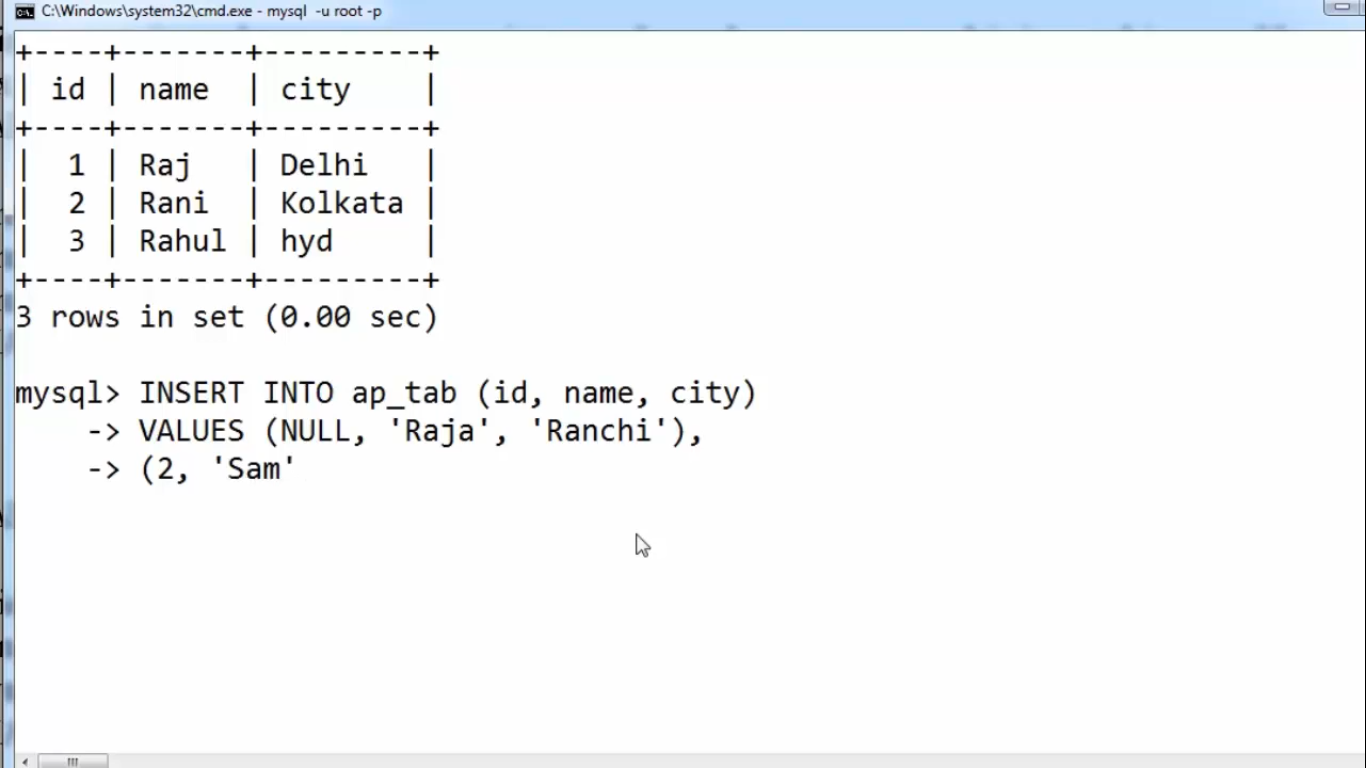 C:\Windows\system32\cmd.exe - mysql  -u root -p
+----+-------+---------+
| id | name  | city    |
+----+-------+---------+
|  1 | Raj   | Delhi   |
|  2 | Rani  | Kolkata |
|  3 | Rahul | hyd     |
+----+-------+---------+
3 rows in set (0.00 sec)
mysql> INSERT INTO ap_tab (id, name, city)
    -> VALUES (NULL, 'Raja', 'Ranchi'),
    -> (2, 'Sam'